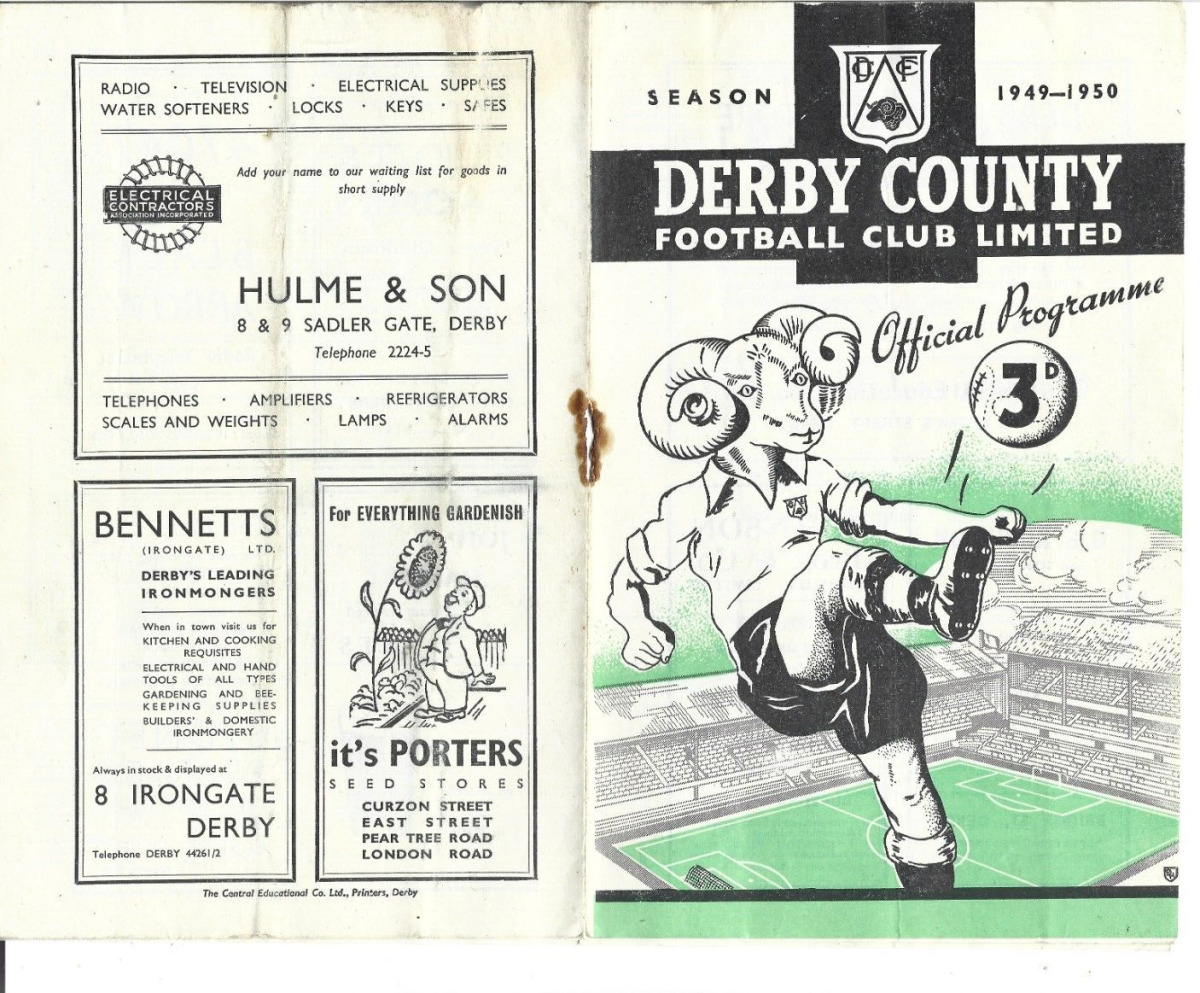 RADIO · TELEVISION · ELECTRICAL SUPPLIES
WATER SOFTENERS · LOCKS · KEYS · SAFES
ELECTRICAL
CONTRACTORS
ASSOCIATION INCORPORATED
Add your name to our waiting list for goods in
short supply
HULME & SON
8 & 9 SADLER GATE, DERBY
Telephone 2224-5
TELEPHONES · AMPLIFIERS · REFRIGERATORS
SCALES AND WEIGHTS · LAMPS · ALARMS
BENNETTS
(IRONGATE) LTD.
DERBY'S LEADING
IRONMONGERS
When in town visit us for
KITCHEN AND COOKING
REQUISITES
ELECTRICAL AND HAND
TOOLS OF ALL TYPES
GARDENING AND BEE-
KEEPING SUPPLIES
BUILDERS' & DOMESTIC
IRONMONGERY
Always in stock & displayed at
8 IRONGATE
DERBY
Telephone DERBY 44261/2
For EVERYTHING GARDENISH
it's PORTERS
SEED STORES
CURZON STREET
EAST STREET
PEAR TREE ROAD
LONDON ROAD
The Central Educational Co. Ltd., Printers, Derby
SEASON 1949—1950
DCFC
DERBY COUNTY
FOOTBALL CLUB LIMITED
Official Programme
3D